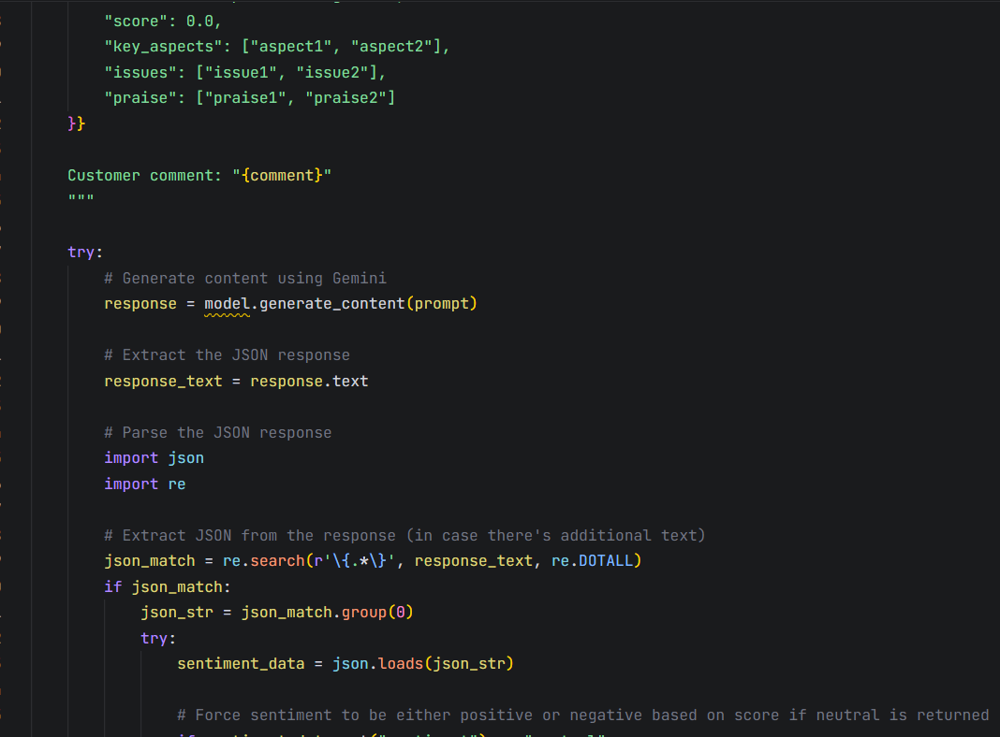 "score": 0.0,
"key_aspects": ["aspect1", "aspect2"],
"issues": ["issue1", "issue2"],
"praise": ["praise1", "praise2"]
}}
Customer comment: "{comment}"
"""
try:
# Generate content using Gemini
response = model.generate_content(prompt)
# Extract the JSON response
response_text = response.text
# Parse the JSON response
import json
import re
# Extract JSON from the response (in case there's additional text)
json_match = re.search(r'\{.*\}', response_text, re.DOTALL)
if json_match:
json_str = json_match.group(0)
try:
sentiment_data = json.loads(json_str)
# Force sentiment to be either positive or negative based on score if neutral is returned